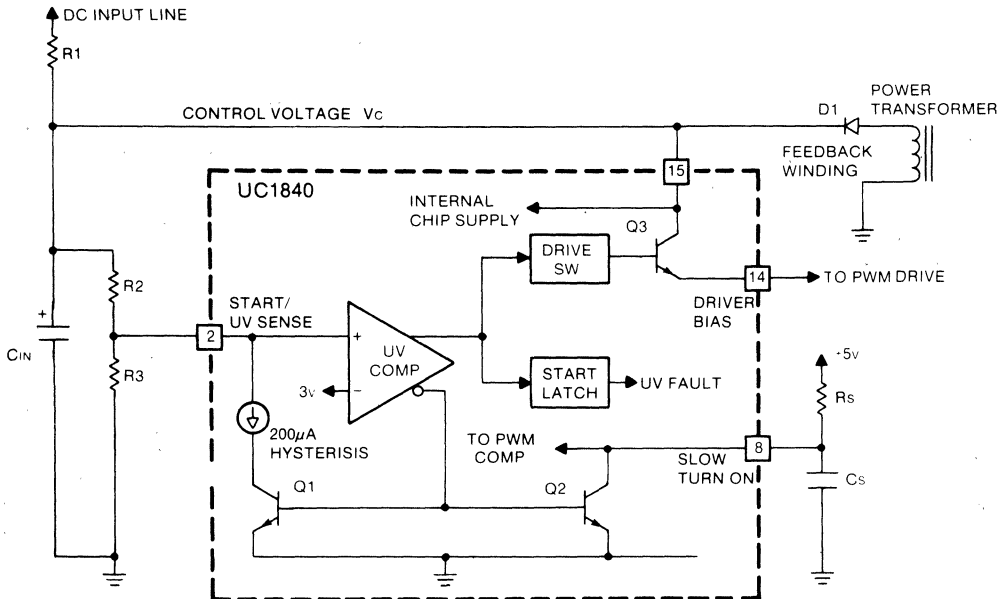 DC INPUT LINE
R1
CONTROL VOLTAGE Vc
D1
POWER
TRANSFORMER
FEEDBACK
WINDING
15
UC1840
INTERNAL
CHIP SUPPLY
Q3
DRIVE
SW
14
TO PWM DRIVE
DRIVER
BIAS
R2
START/
UV SENSE
2
+
UV
COMP
3v
−
+
CIN
R3
START
LATCH
UV FAULT
+5v
RS
200µA
HYSTERISIS
TO PWM
COMP
8
SLOW
TURN ON
CS
Q1
Q2